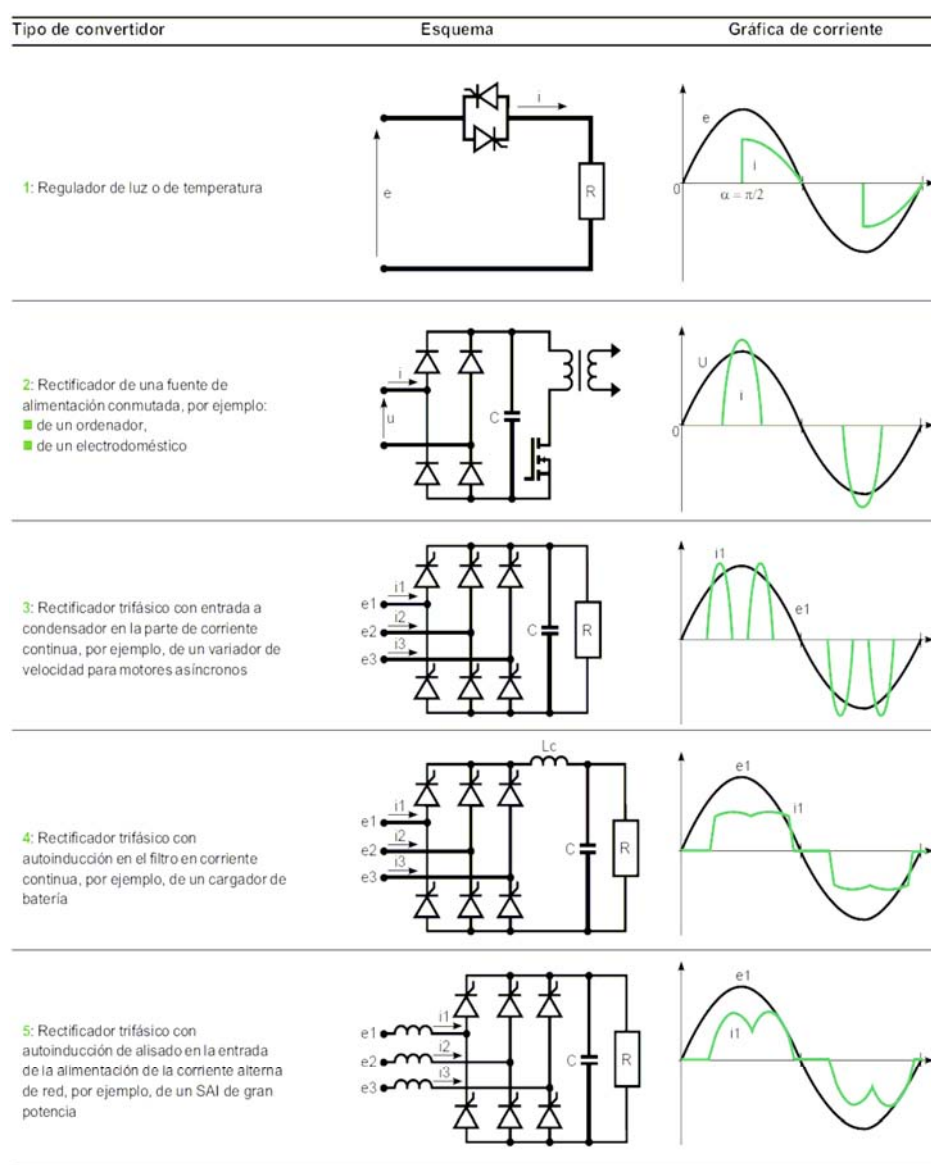 Tipo de convertidor Esquema Gráfica de corriente
1: Regulador de luz o de temperatura
i
e
R
e
i
0
α = π/2
2: Rectificador de una fuente de
alimentación conmutada, por ejemplo:
■ de un ordenador,
■ de un electrodoméstico
i
u
C
U
i
0
3: Rectificador trifásico con entrada a
condensador en la parte de corriente
continua, por ejemplo, de un variador de
velocidad para motores asíncronos
i1
e1
i2
e2
i3
e3
C
R
i1
e1
4: Rectificador trifásico con
autoinducción en el filtro en corriente
continua, por ejemplo, de un cargador de
batería
Lc
i1
e1
i2
e2
i3
e3
C
R
e1
i1
5: Rectificador trifásico con
autoinducción de alisado en la entrada
de la alimentación de la corriente alterna
de red, por ejemplo, de un SAI de gran
potencia
i1
e1
i2
e2
i3
e3
C
R
e1
i1